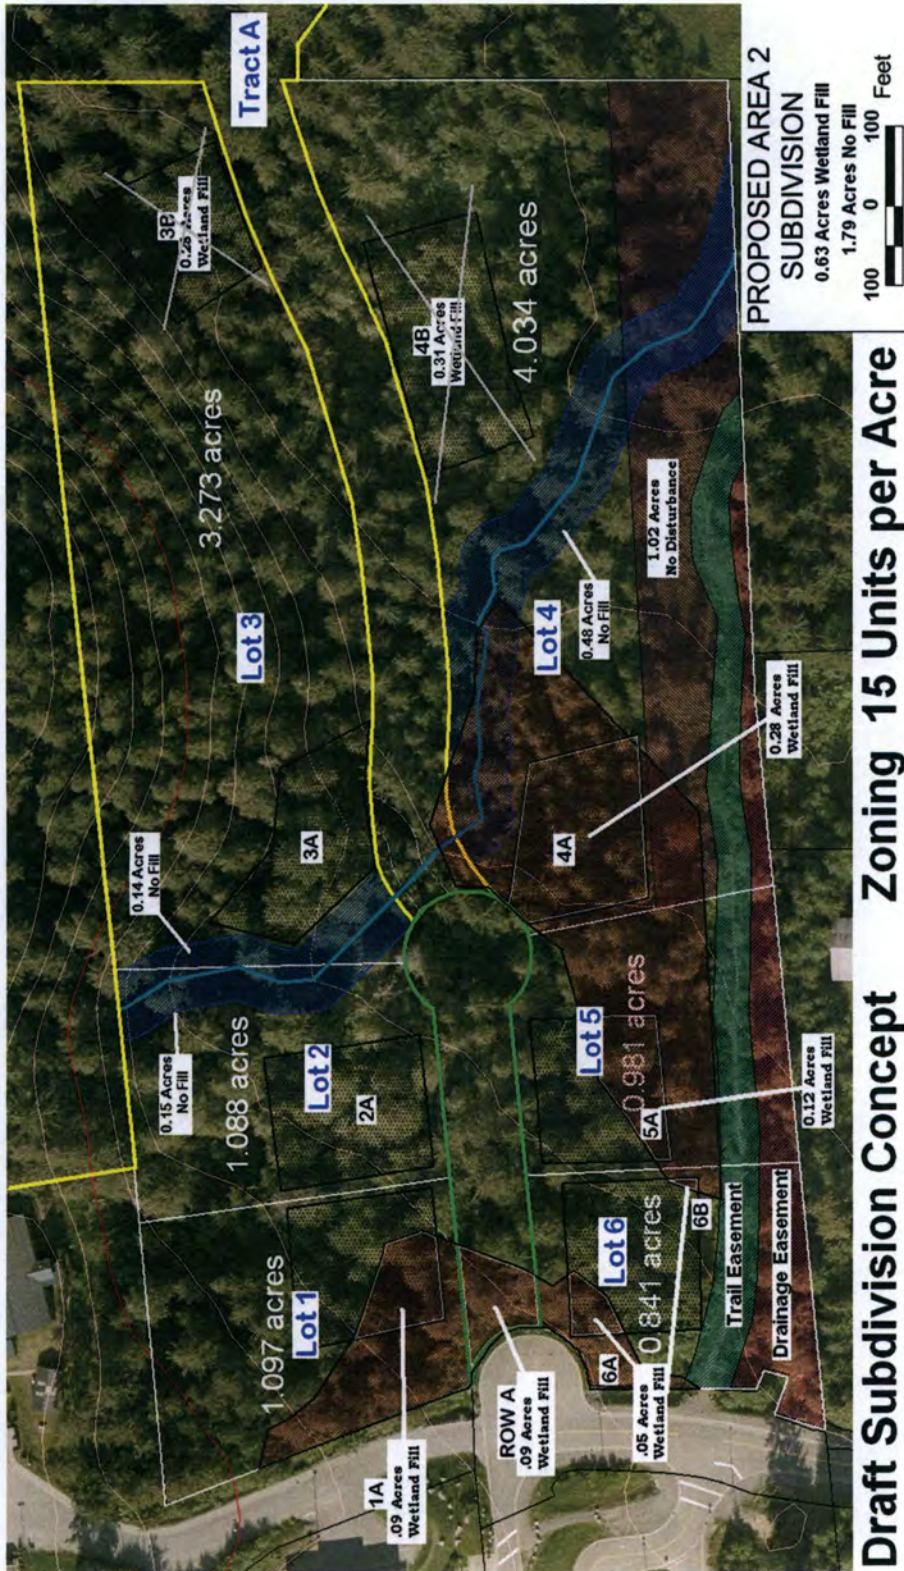 Tract A
3B
0.28 Acres
Wetland Fill
3.273 acres
Lot 3
4B
0.31 Acres
Wetland Fill
4.034 acres
0.14 Acres
No Fill
3A
0.15 Acres
No Fill
1.088 acres
Lot 2
2A
1.097 acres
Lot 1
1A
.09 Acres
Wetland Fill
ROW A
.09 Acres
Wetland Fill
Lot 4
0.48 Acres
No Fill
4A
1.02 Acres
No Disturbance
0.28 Acres
Wetland Fill
Lot 5
0.981 acres
5A
0.12 Acres
Wetland Fill
Lot 6
0.841 acres
6A
6B
.05 Acres
Wetland Fill
Trail Easement
Drainage Easement
PROPOSED AREA 2
SUBDIVISION
0.63 Acres Wetland Fill
1.79 Acres No Fill
100 0 100
Feet
Draft Subdivision Concept Zoning 15 Units per Acre